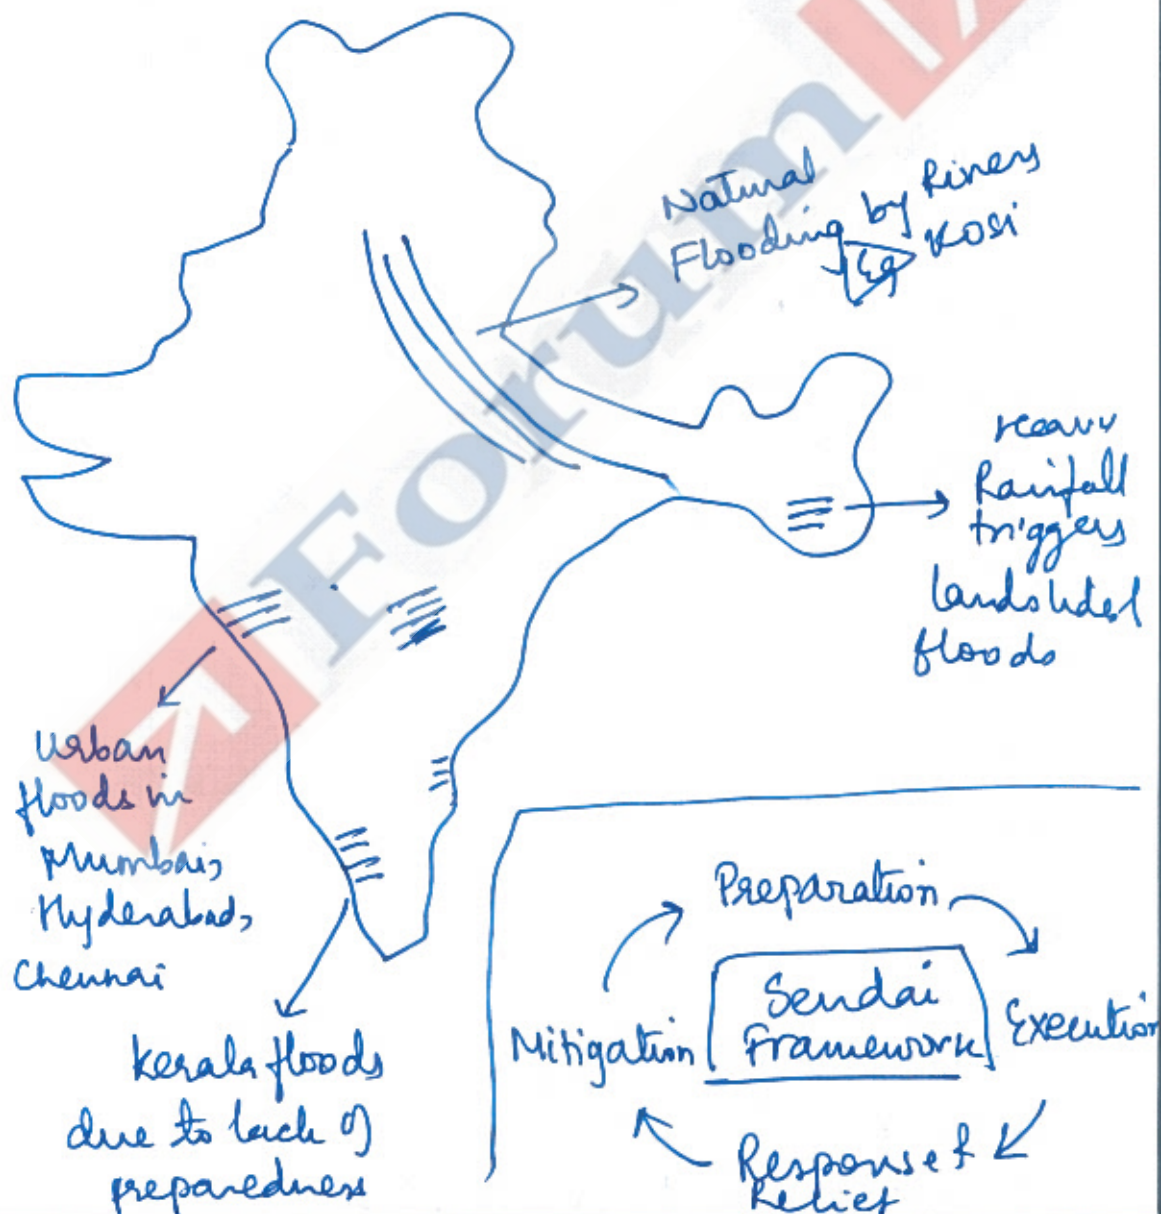 Forum
Natural
Flooding by Rivers
Eg Kosi
Heavy
Rainfall
triggers
landslides/
floods
Urban
floods in
Mumbai,
Hyderabad,
Chennai
Kerala floods
due to lack of
preparedness
Preparation
Sendai
Framework
Mitigation
Execution
Response &
Relief